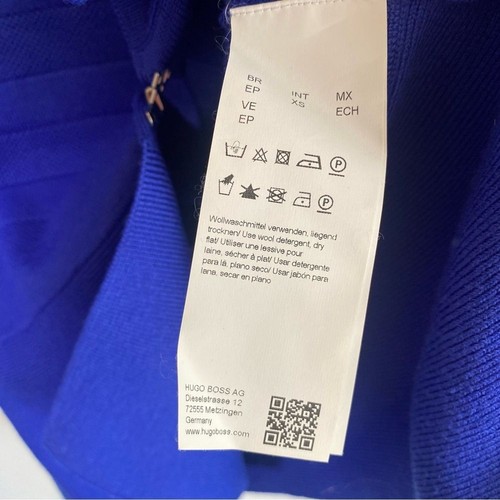 BR
EP
INT
XS
MX
ECH
VE
EP
P
P
Wollwaschmittel verwenden, liegend
trocknen/ Use wool detergent, dry
flat/ Utiliser une lessive pour
laine, sécher à plat/ Usar detergente
para lã, plano seco/ Usar jabón para
lana, secar en plano
HUGO BOSS AG
Dieselstrasse 12
72555 Metzingen
Germany
www.hugoboss.com